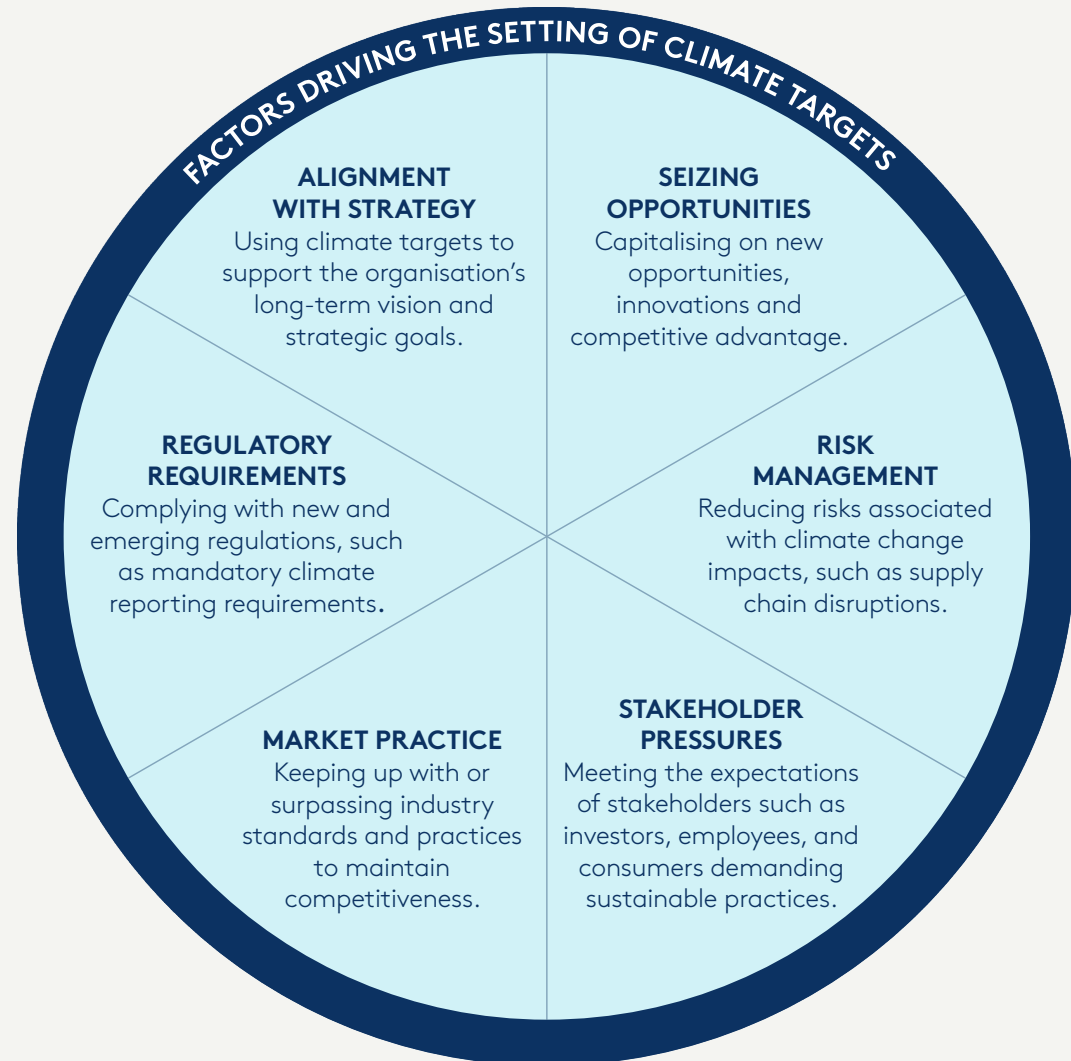 FACTORS DRIVING THE SETTING OF CLIMATE TARGETS
ALIGNMENT
WITH STRATEGY
Using climate targets to
support the organisation’s
long-term vision and
strategic goals.
SEIZING
OPPORTUNITIES
Capitalising on new
opportunities,
innovations and
competitive advantage.
REGULATORY
REQUIREMENTS
Complying with new and
emerging regulations, such
as mandatory climate
reporting requirements.
RISK
MANAGEMENT
Reducing risks associated
with climate change
impacts, such as supply
chain disruptions.
MARKET PRACTICE
Keeping up with or
surpassing industry
standards and practices
to maintain
competitiveness.
STAKEHOLDER
PRESSURES
Meeting the expectations
of stakeholders such as
investors, employees, and
consumers demanding
sustainable practices.